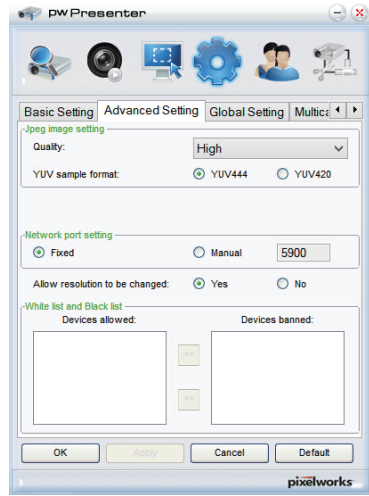 pwPresenter
Basic Setting Advanced Setting Global Setting Multica
Jpeg image setting
Quality: High
YUV sample format: YUV444 YUV420
Network port setting
Fixed Manual 5900
Allow resolution to be changed: Yes No
White list and Black list
Devices allowed: Devices banned:
>>
<<
OK Apply Cancel Default
pixelworks